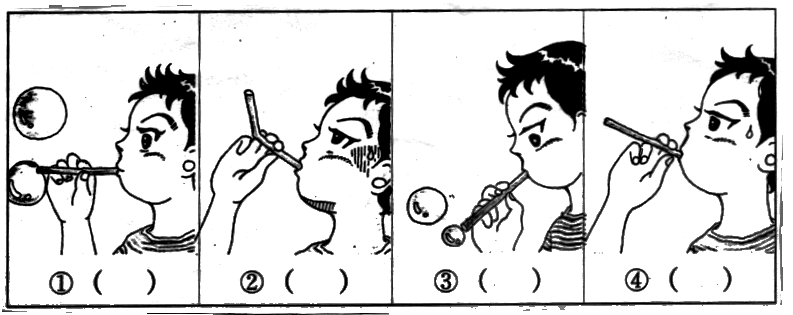 ① (  ) ② (  ) ③ (  ) ④ (  )